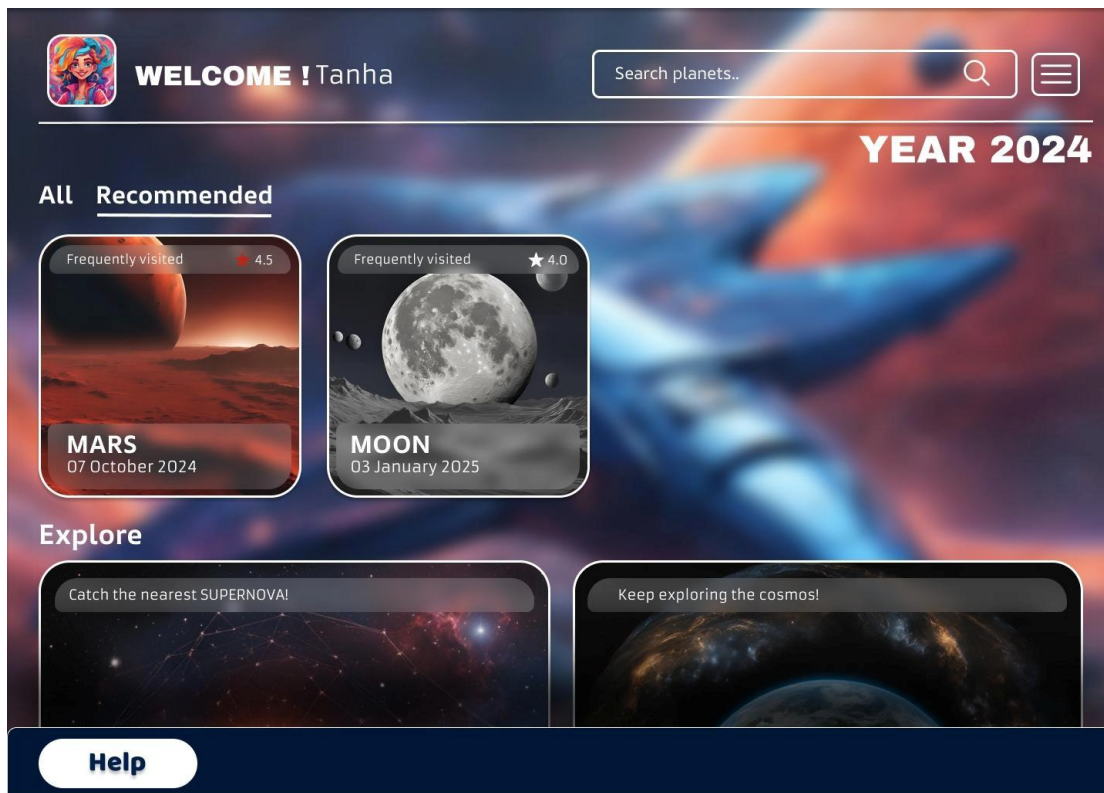 WELCOME ! Tanha
Search planets..
YEAR 2024
All Recommended
Frequently visited 4.5
MARS
07 October 2024
Frequently visited 4.0
MOON
03 January 2025
Explore
Catch the nearest SUPERNOVA!
Keep exploring the cosmos!
Help